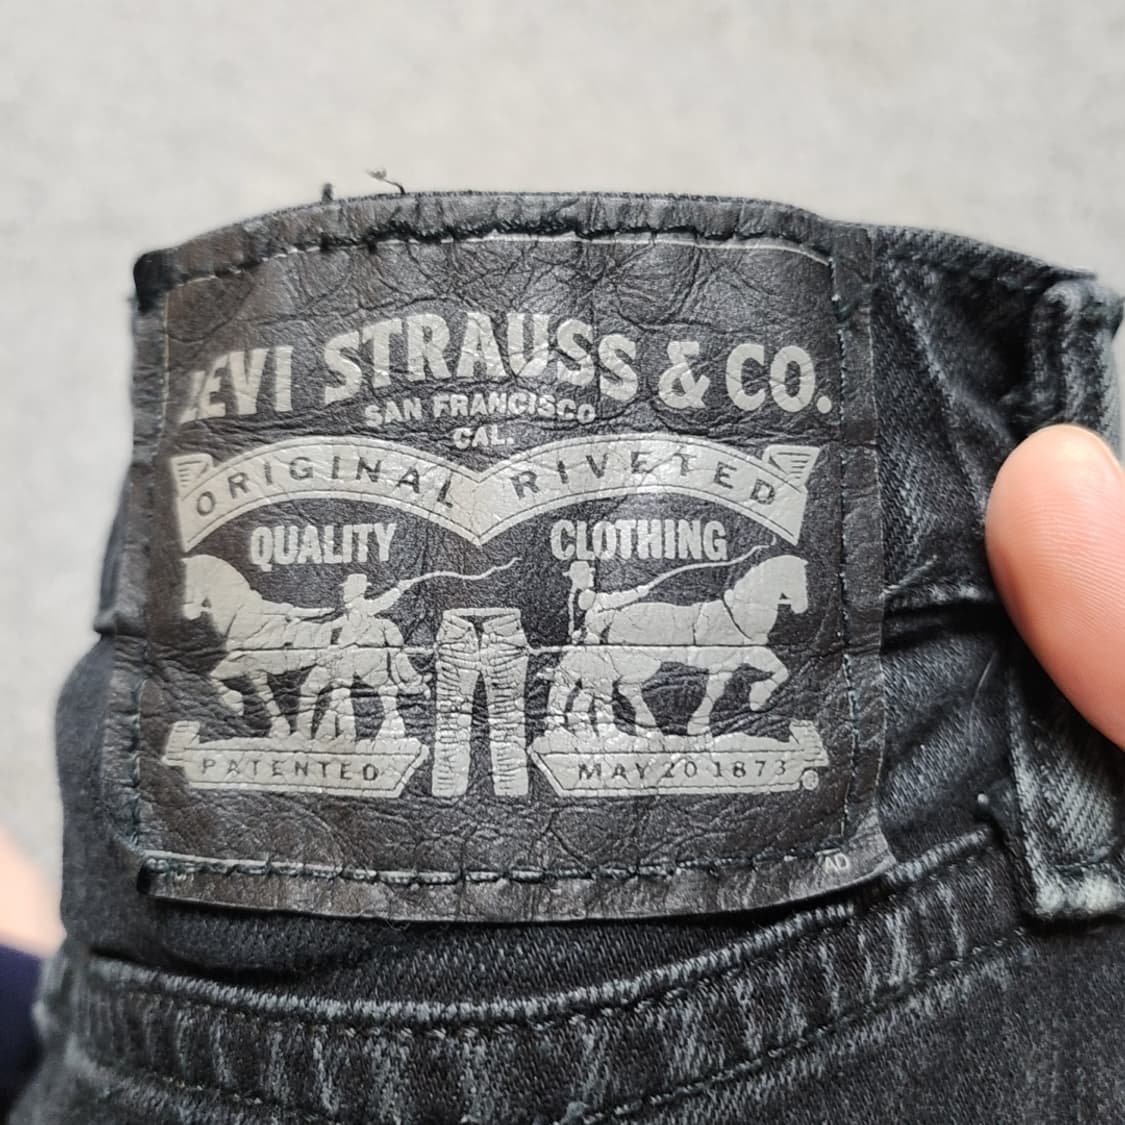 LEVI STRAUSS & CO.
SAN FRANCISCO
CAL.
ORIGINAL RIVETED
QUALITY CLOTHING
PATENTED MAY 20 1873
®